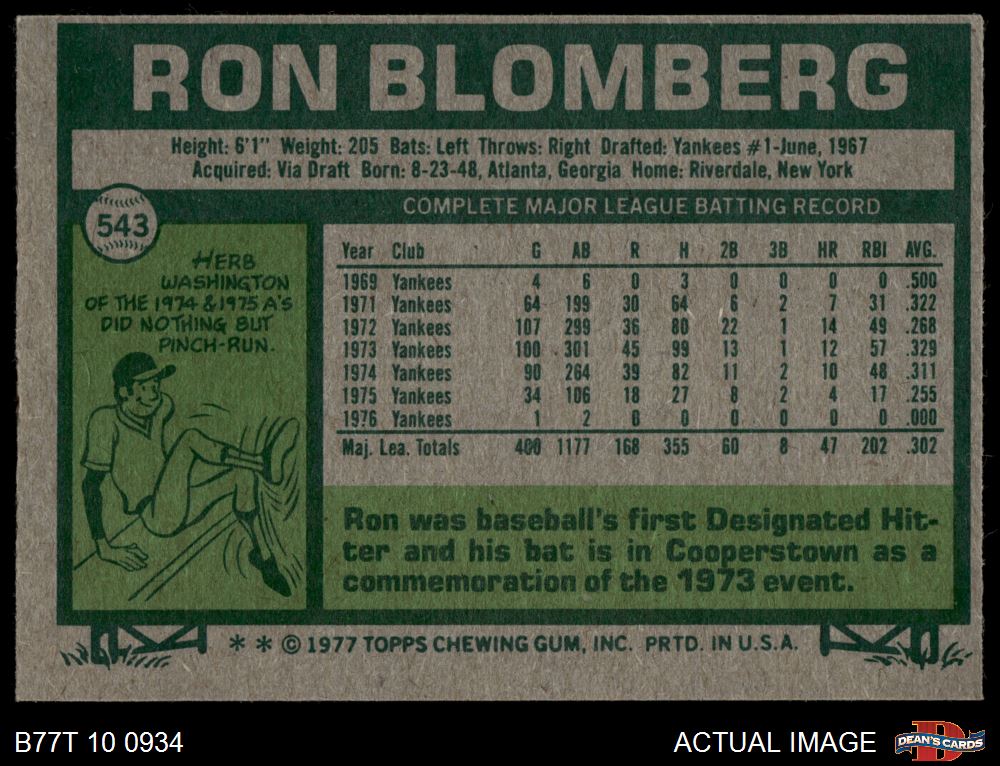 RON BLOMBERG
Height: 6'1" Weight: 205 Bats: Left Throws: Right Drafted: Yankees #1-June, 1967
Acquired: Via Draft Born: 8-23-48, Atlanta, Georgia Home: Riverdale, New York
543
HERB
WASHINGTON
OF THE 1974 & 1975 A'S
DID NOTHING BUT
PINCH-RUN.
COMPLETE MAJOR LEAGUE BATTING RECORD
Year Club G AB R H 2B 3B HR RBI AVG.
1969 Yankees 4 6 0 3 0 0 0 0 .500
1971 Yankees 64 199 30 64 6 2 7 31 .322
1972 Yankees 107 299 36 80 22 1 14 49 .268
1973 Yankees 100 301 45 99 13 1 12 57 .329
1974 Yankees 90 264 39 82 11 2 10 48 .311
1975 Yankees 34 106 18 27 8 2 4 17 .255
1976 Yankees 1 2 0 0 0 0 0 0 .000
Maj. Lea. Totals 400 1177 168 355 60 8 47 202 .302
Ron was baseball's first Designated Hit-
ter and his bat is in Cooperstown as a
commemoration of the 1973 event.
* * © 1977 TOPPS CHEWING GUM, INC. PRTD. IN U.S.A.
B77T 10 0934
ACTUAL IMAGE
D
DEAN'S CARDS